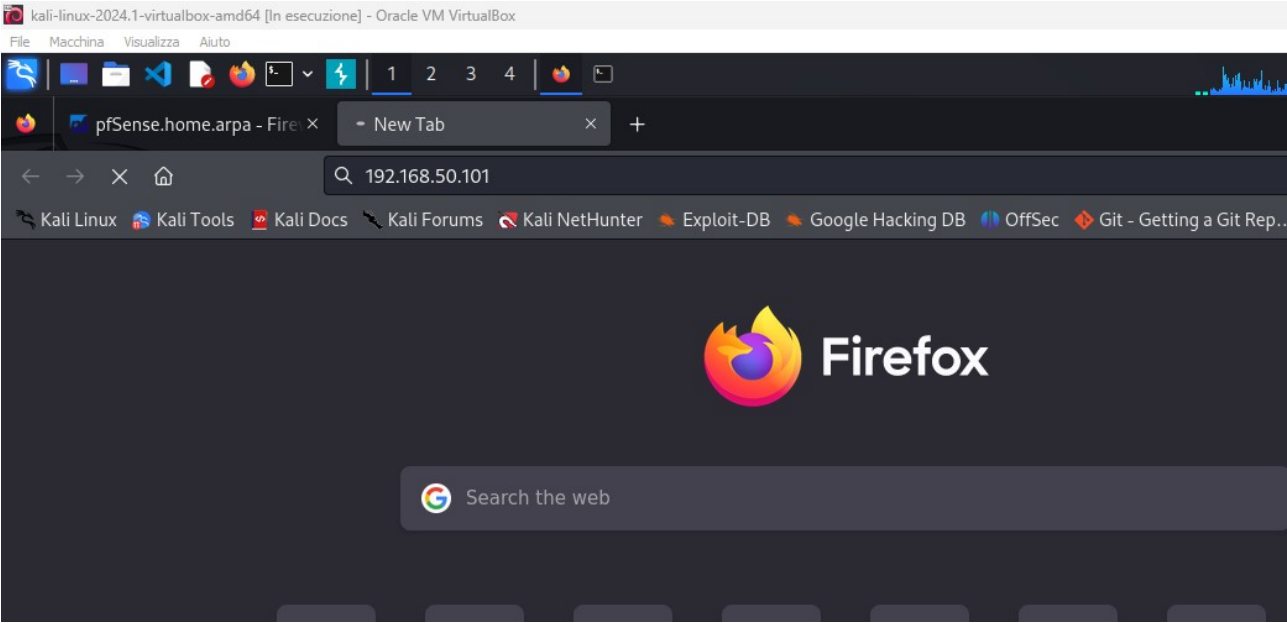 kali-linux-2024.1-virtualbox-amd64 [In esecuzione] - Oracle VM VirtualBox
File Macchina Visualizza Aiuto
1 2 3 4
pfSense.home.arpa - Fire
New Tab
192.168.50.101
Kali Linux Kali Tools Kali Docs Kali Forums Kali NetHunter Exploit-DB Google Hacking DB OffSec Git - Getting a Git Rep…
Firefox
Search the web